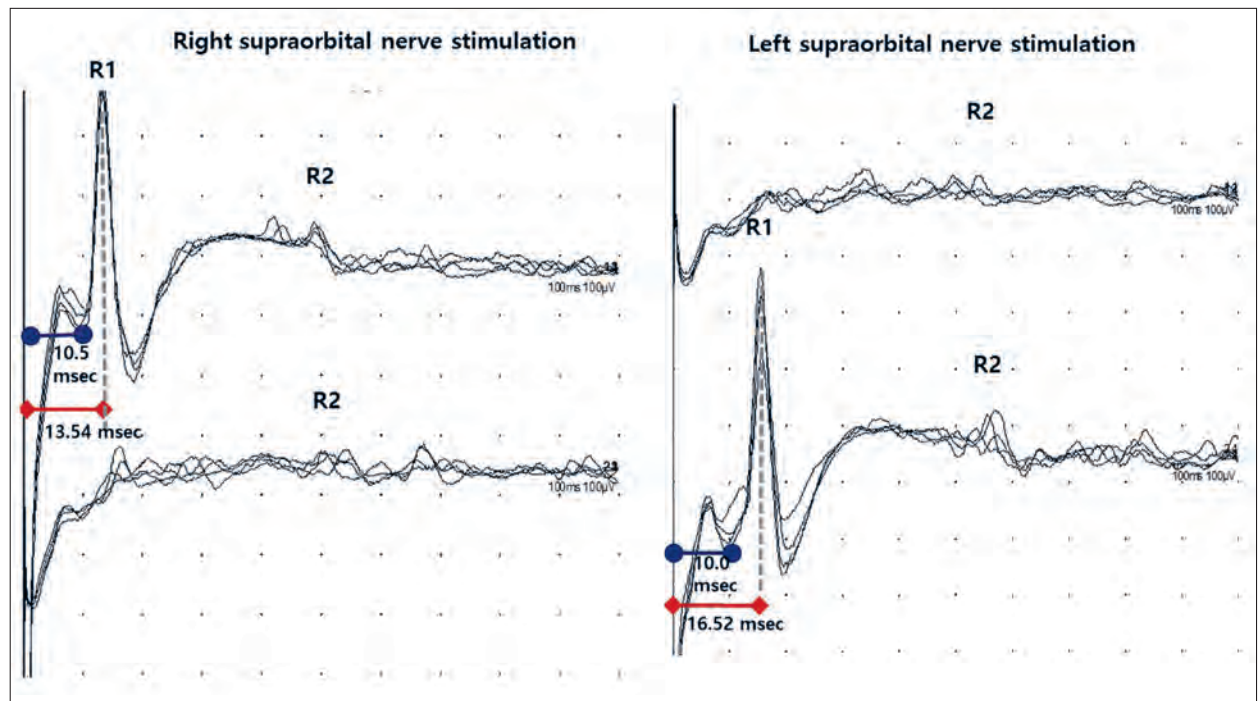 Right supraorbital nerve stimulation
R1
R2
100ms 100µV
10.5
msec
13.54 msec
R2
100ms 100µV
Left supraorbital nerve stimulation
R2
100ms 100µV
R1
R2
100ms 100µV
10.0
msec
16.52 msec